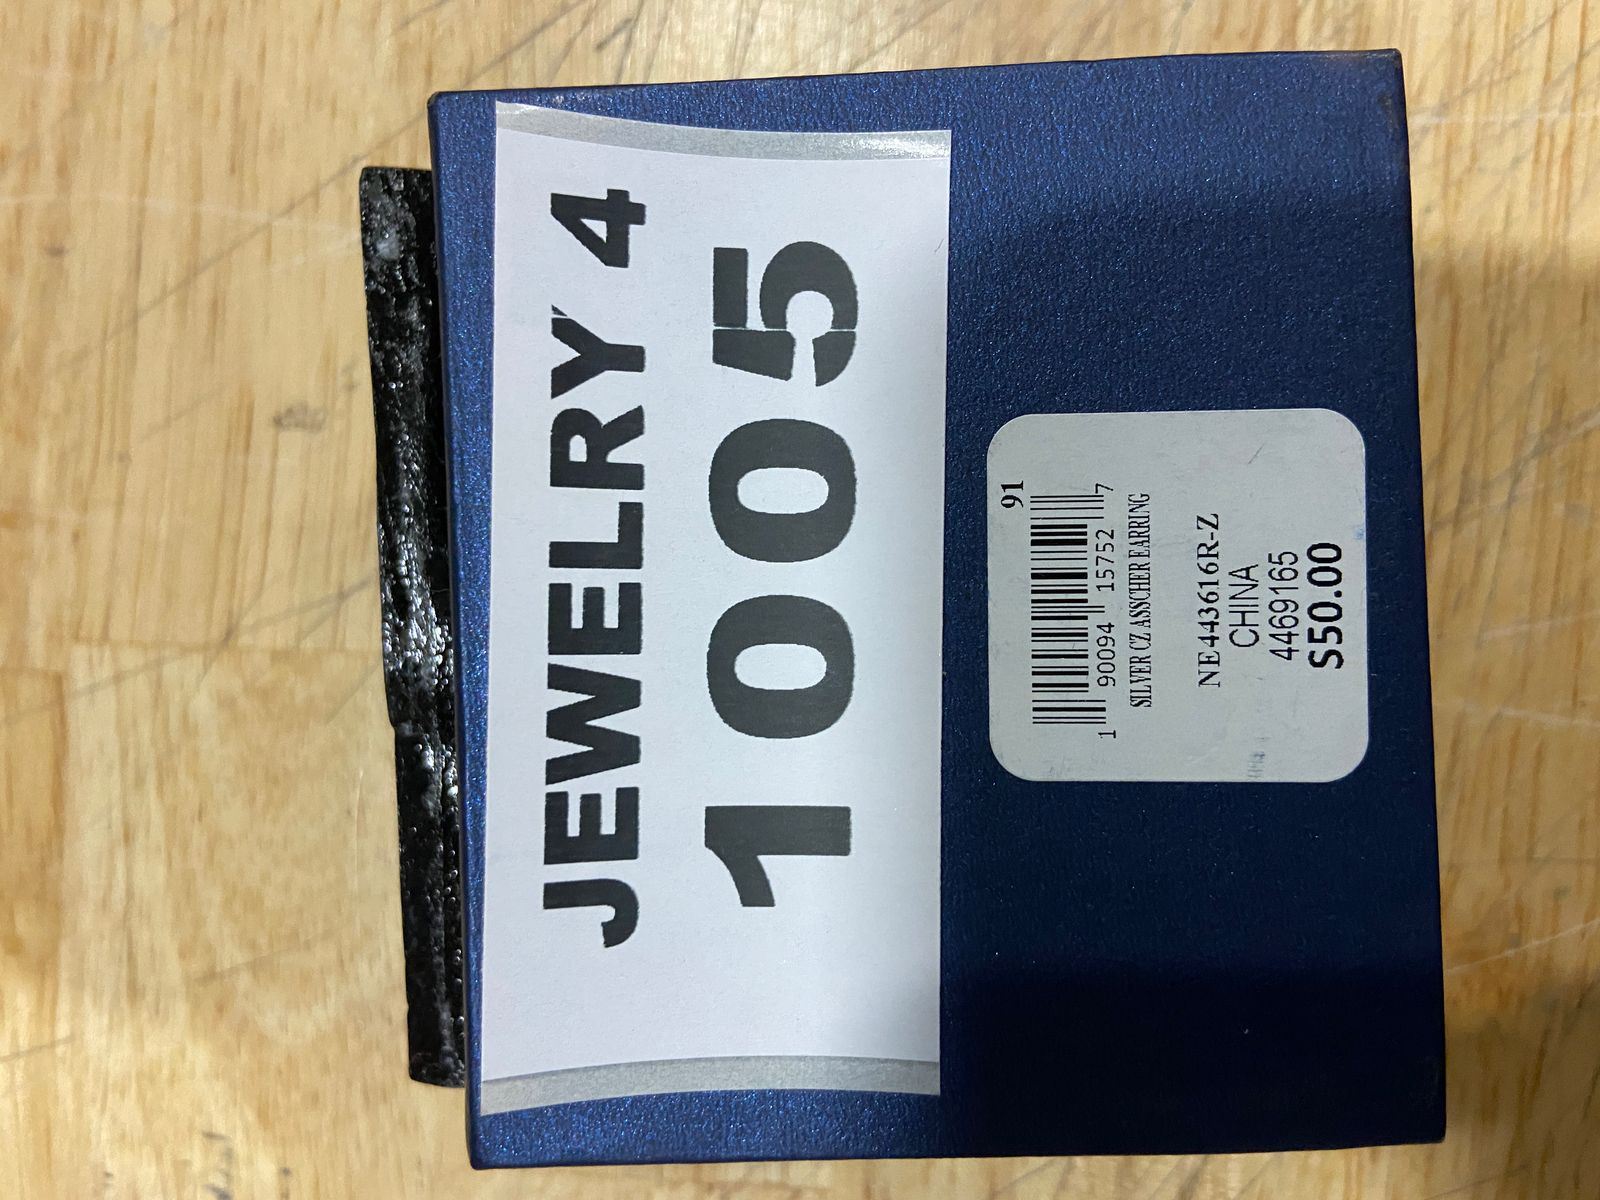 JEWELRY 4
1005
91
1 90094 15752 7
SILVER CZ ASSCHER EARRING
NE443616R-Z
CHINA
4469165
$50.00